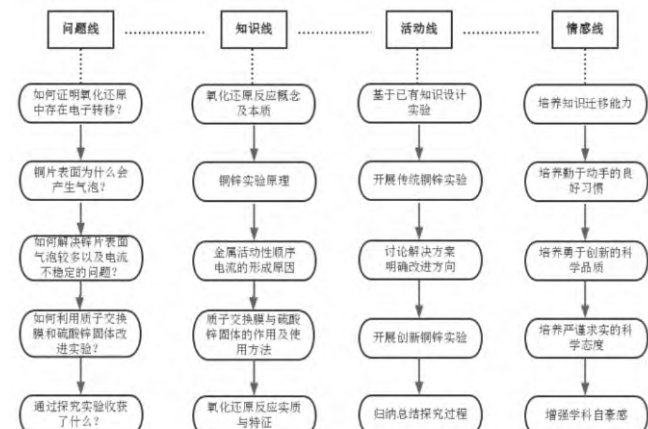 问题线
知识线
活动线
情感线
如何证明氧化还原
中存在电子转移？
氧化还原反应概念
及本质
基于已有知识设计
实验
培养知识迁移能力
铜片表面为什么会
产生气泡？
铜锌实验原理
开展传统铜锌实验
培养勤于动手的良
好习惯
如何解决锌片表面
气泡较多以及电流
不稳定的问题？
金属活动性顺序
电流的形成原因
讨论解决方案
明确改进方向
培养勇于创新的科
学品质
如何利用质子交换
膜和硫酸锌固体改
进实验？
质子交换膜与硫酸
锌固体的作用及使
用方法
开展创新铜锌实验
培养严谨求实的科
学态度
通过探究实验收获
了什么？
氧化还原反应实质
与特征
归纳总结探究过程
增强学科自豪感